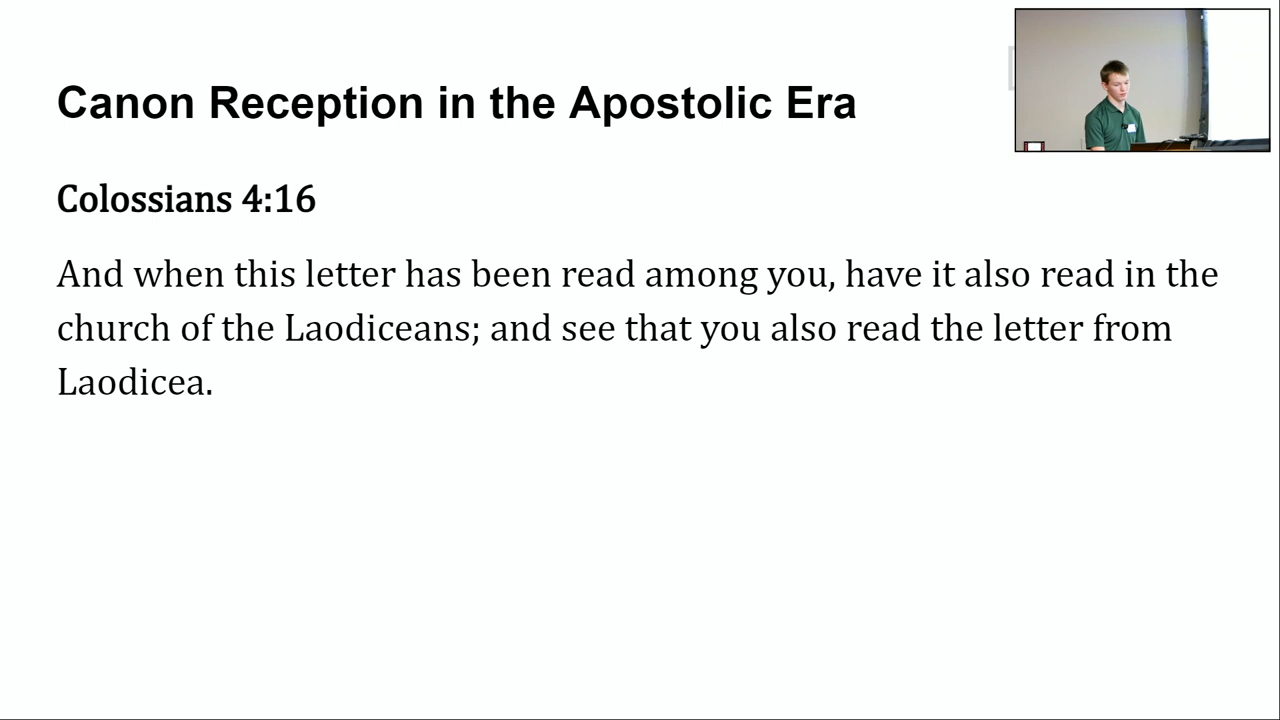 Canon Reception in the Apostolic Era
Colossians 4:16
And when this letter has been read among you, have it also read in the
church of the Laodiceans; and see that you also read the letter from
Laodicea.